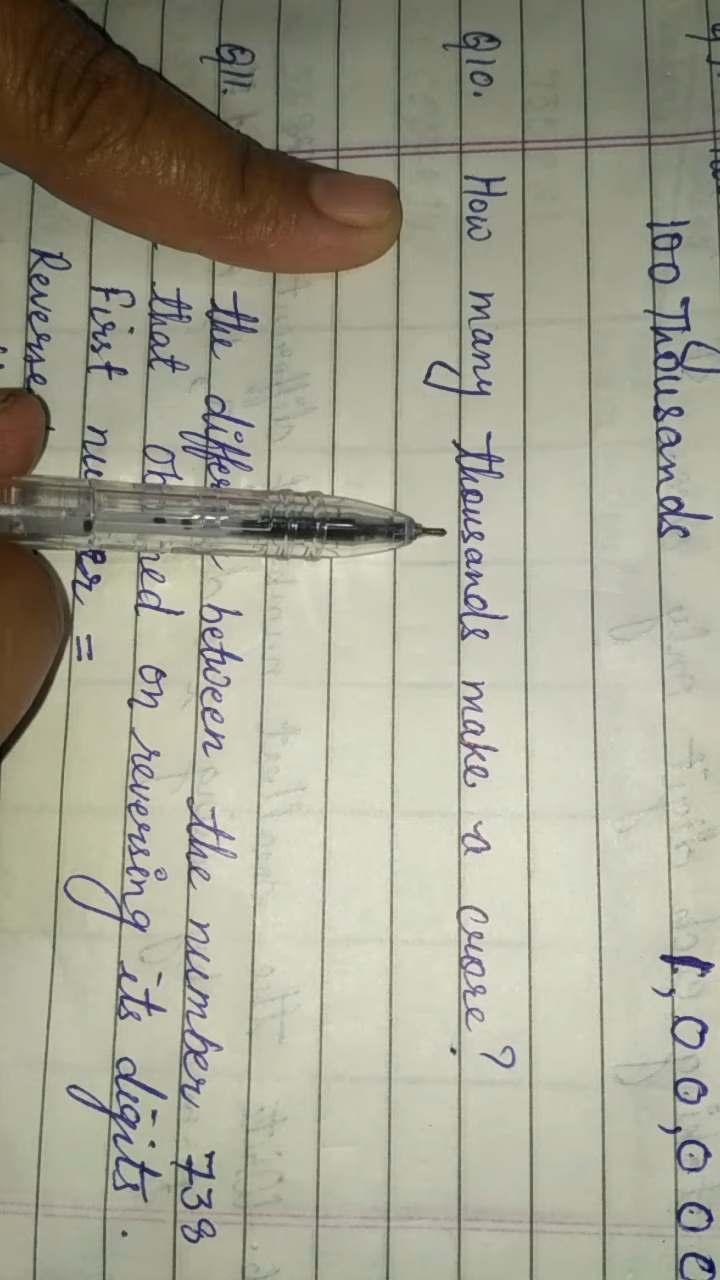 100 Thousands 1,00,000
Q10. How many thousands make a crore?
Q11. the between the number 738
that on reversing its digits.
First =
Reverse